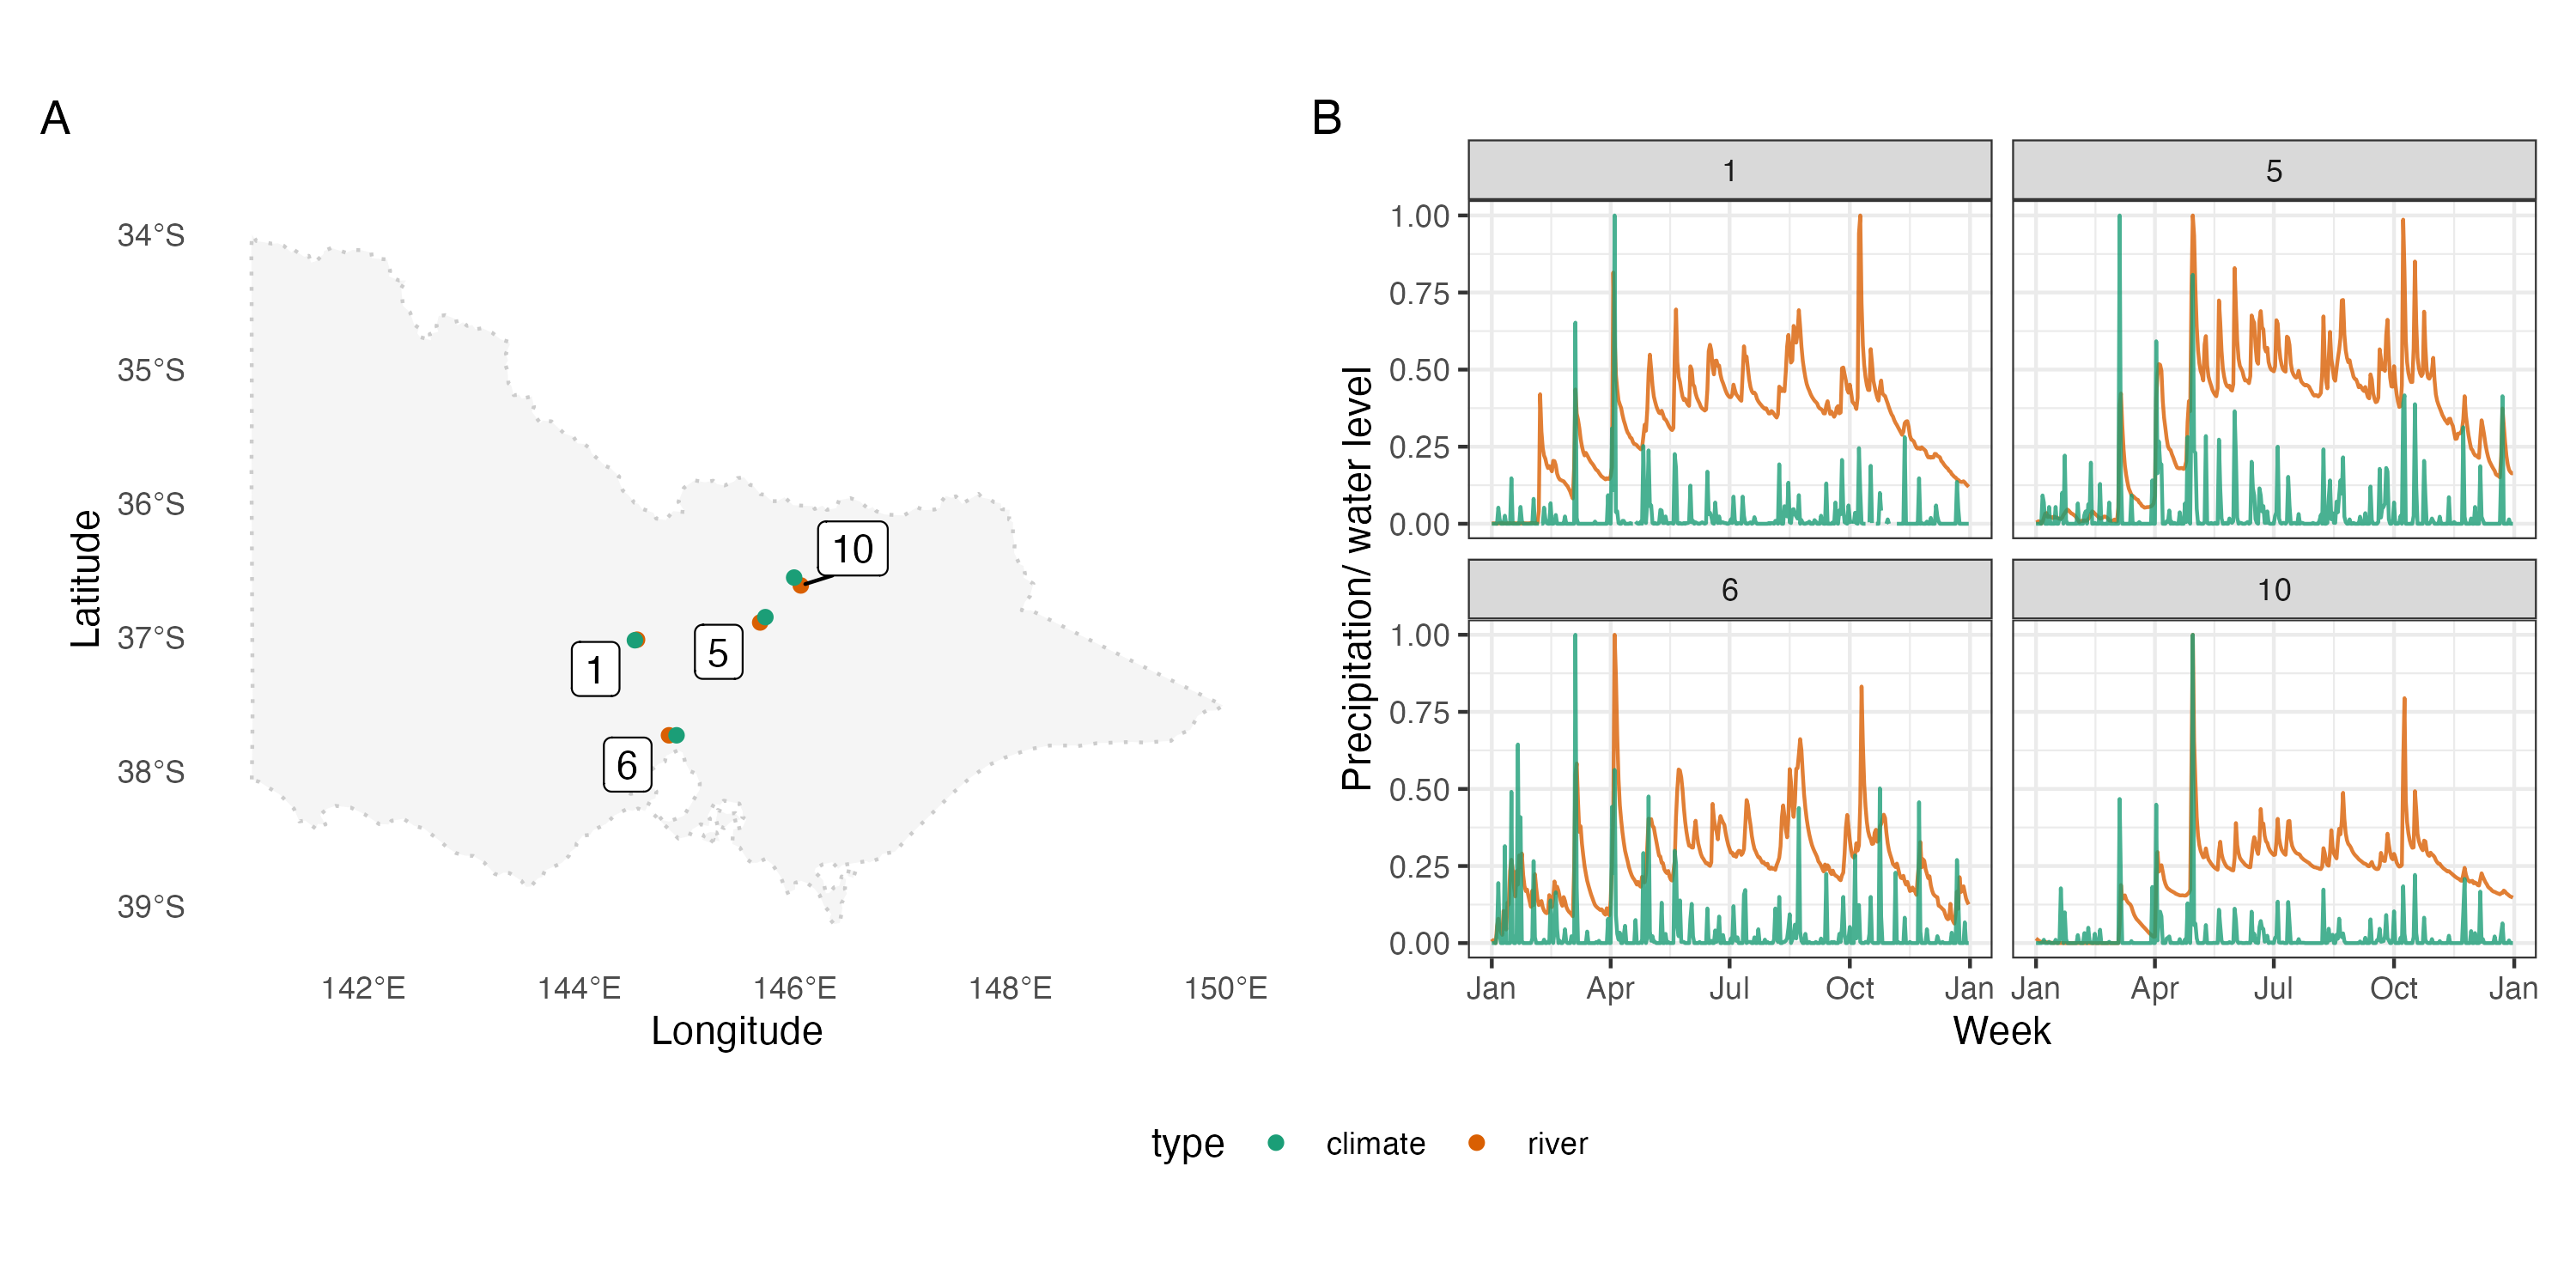 A
34°S
35°S
36°S
37°S
38°S
39°S
Latitude
10
5
1
6
142°E
144°E
146°E
148°E
150°E
Longitude
B
1
5
1.00
0.75
0.50
0.25
0.00
6
10
1.00
0.75
0.50
0.25
0.00
Precipitation/ water level
Jan
Apr
Jul
Oct
Jan
Jan
Apr
Jul
Oct
Jan
Week
type
climate
river